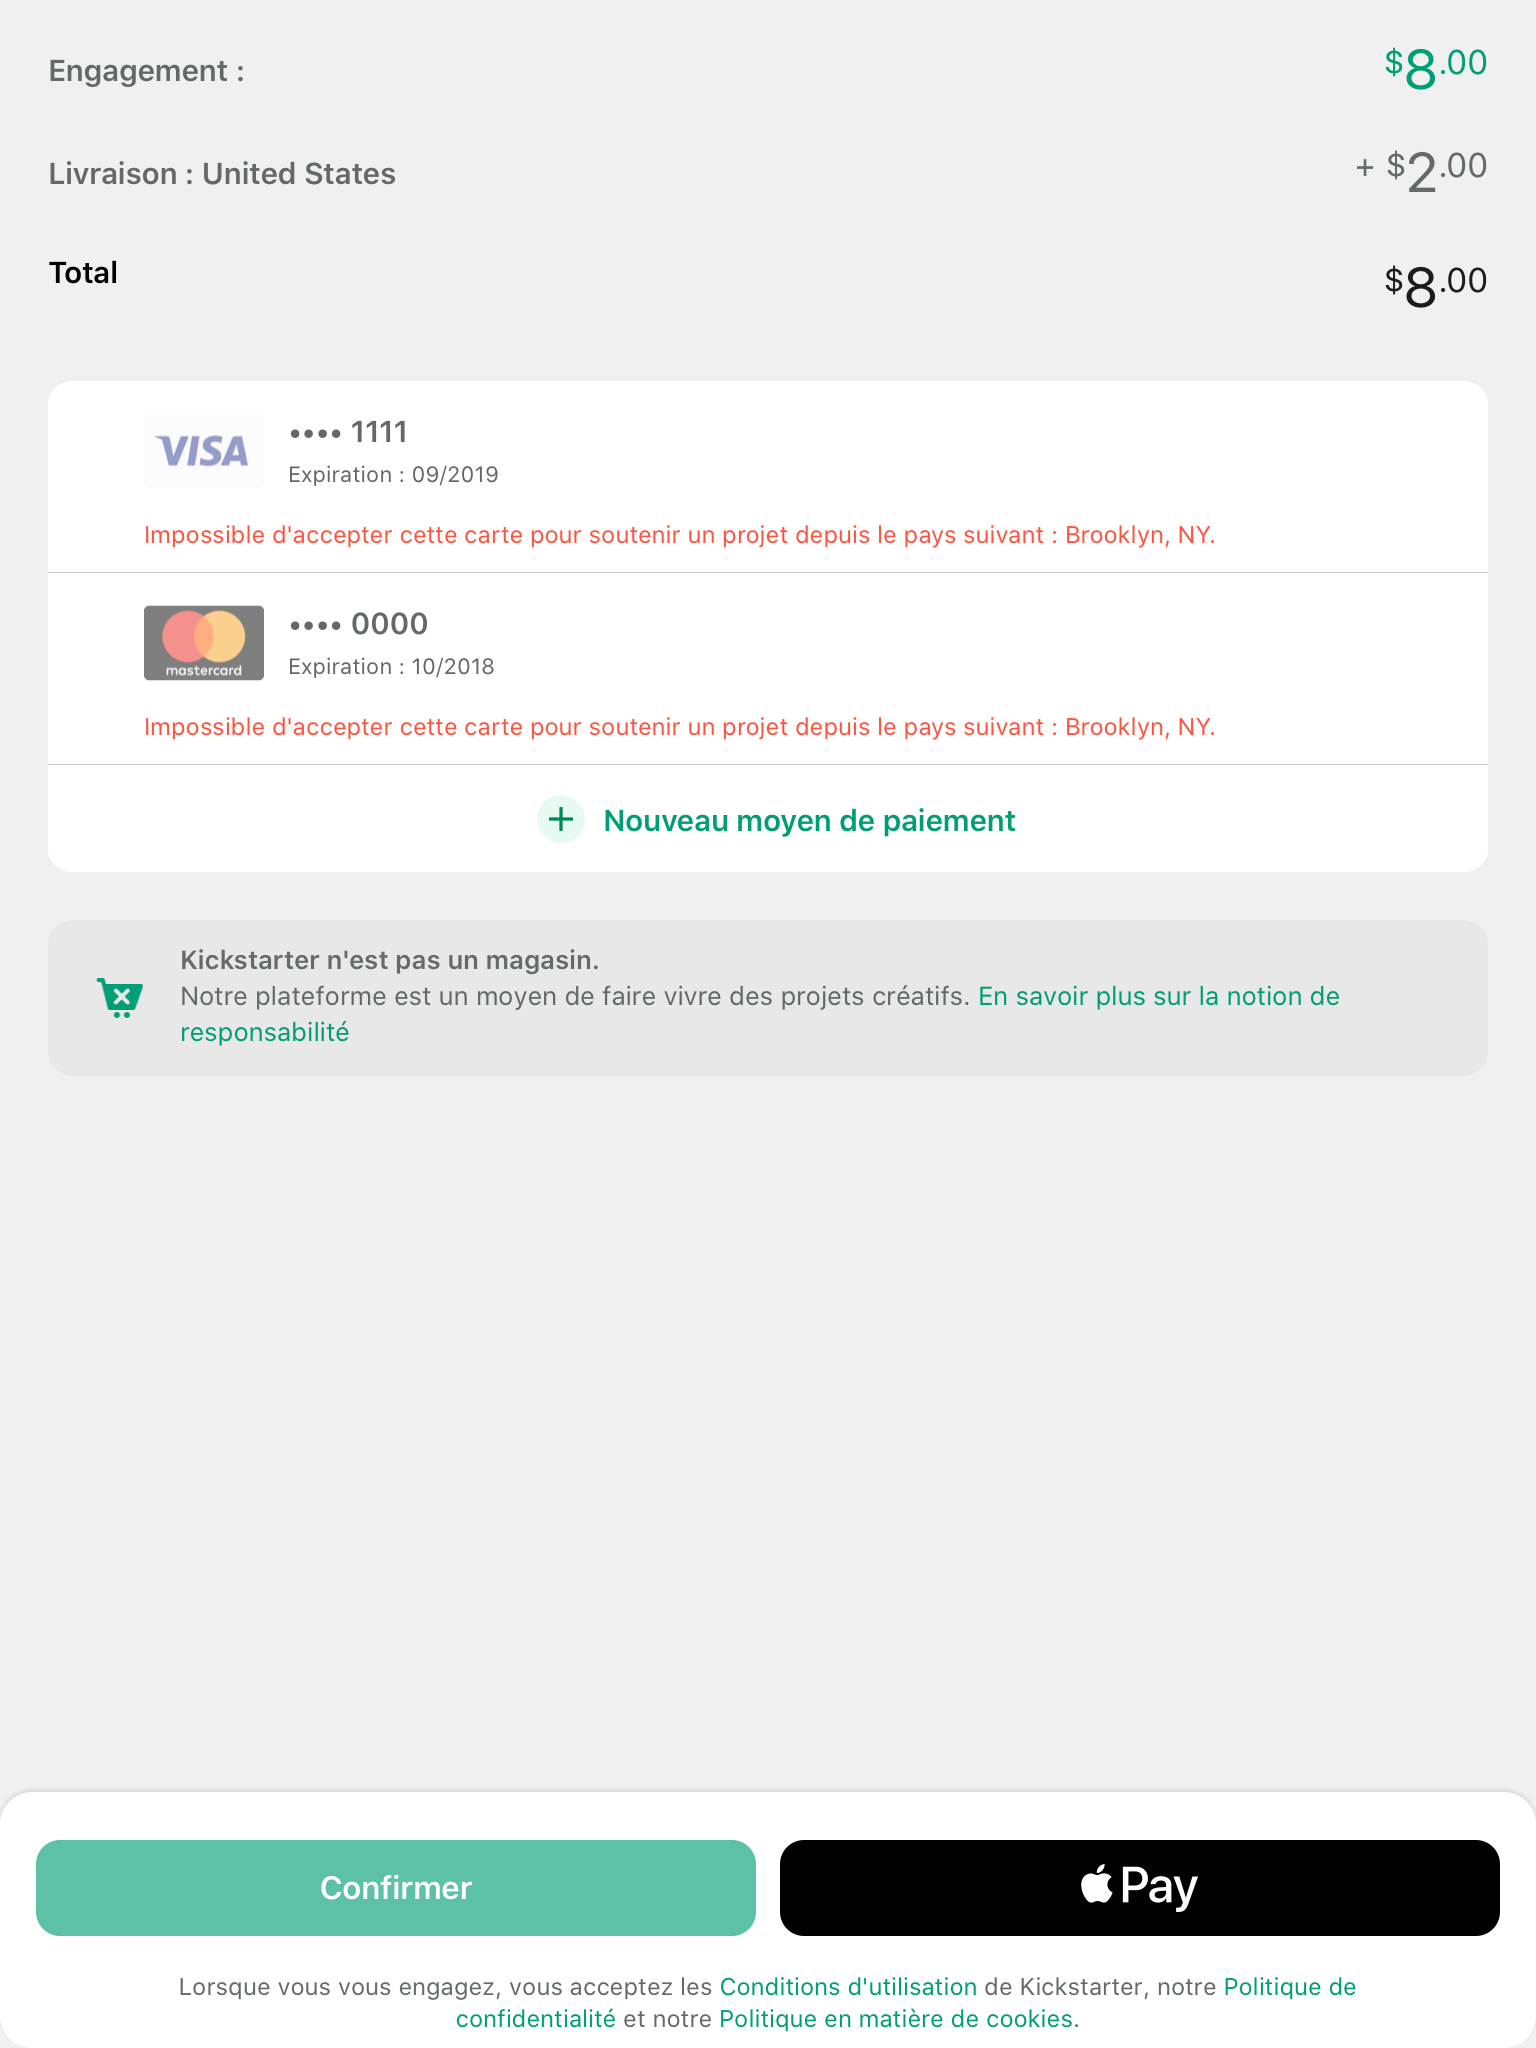 Engagement :
$8.00
Livraison : United States
+ $2.00
Total
$8.00
VISA
•••• 1111
Expiration : 09/2019
Impossible d'accepter cette carte pour soutenir un projet depuis le pays suivant : Brooklyn, NY.
mastercard
•••• 0000
Expiration : 10/2018
Impossible d'accepter cette carte pour soutenir un projet depuis le pays suivant : Brooklyn, NY.
+ Nouveau moyen de paiement
Kickstarter n'est pas un magasin.
Notre plateforme est un moyen de faire vivre des projets créatifs. En savoir plus sur la notion de
responsabilité
Confirmer
Pay
Lorsque vous vous engagez, vous acceptez les Conditions d'utilisation de Kickstarter, notre Politique de
confidentialité et notre Politique en matière de cookies.